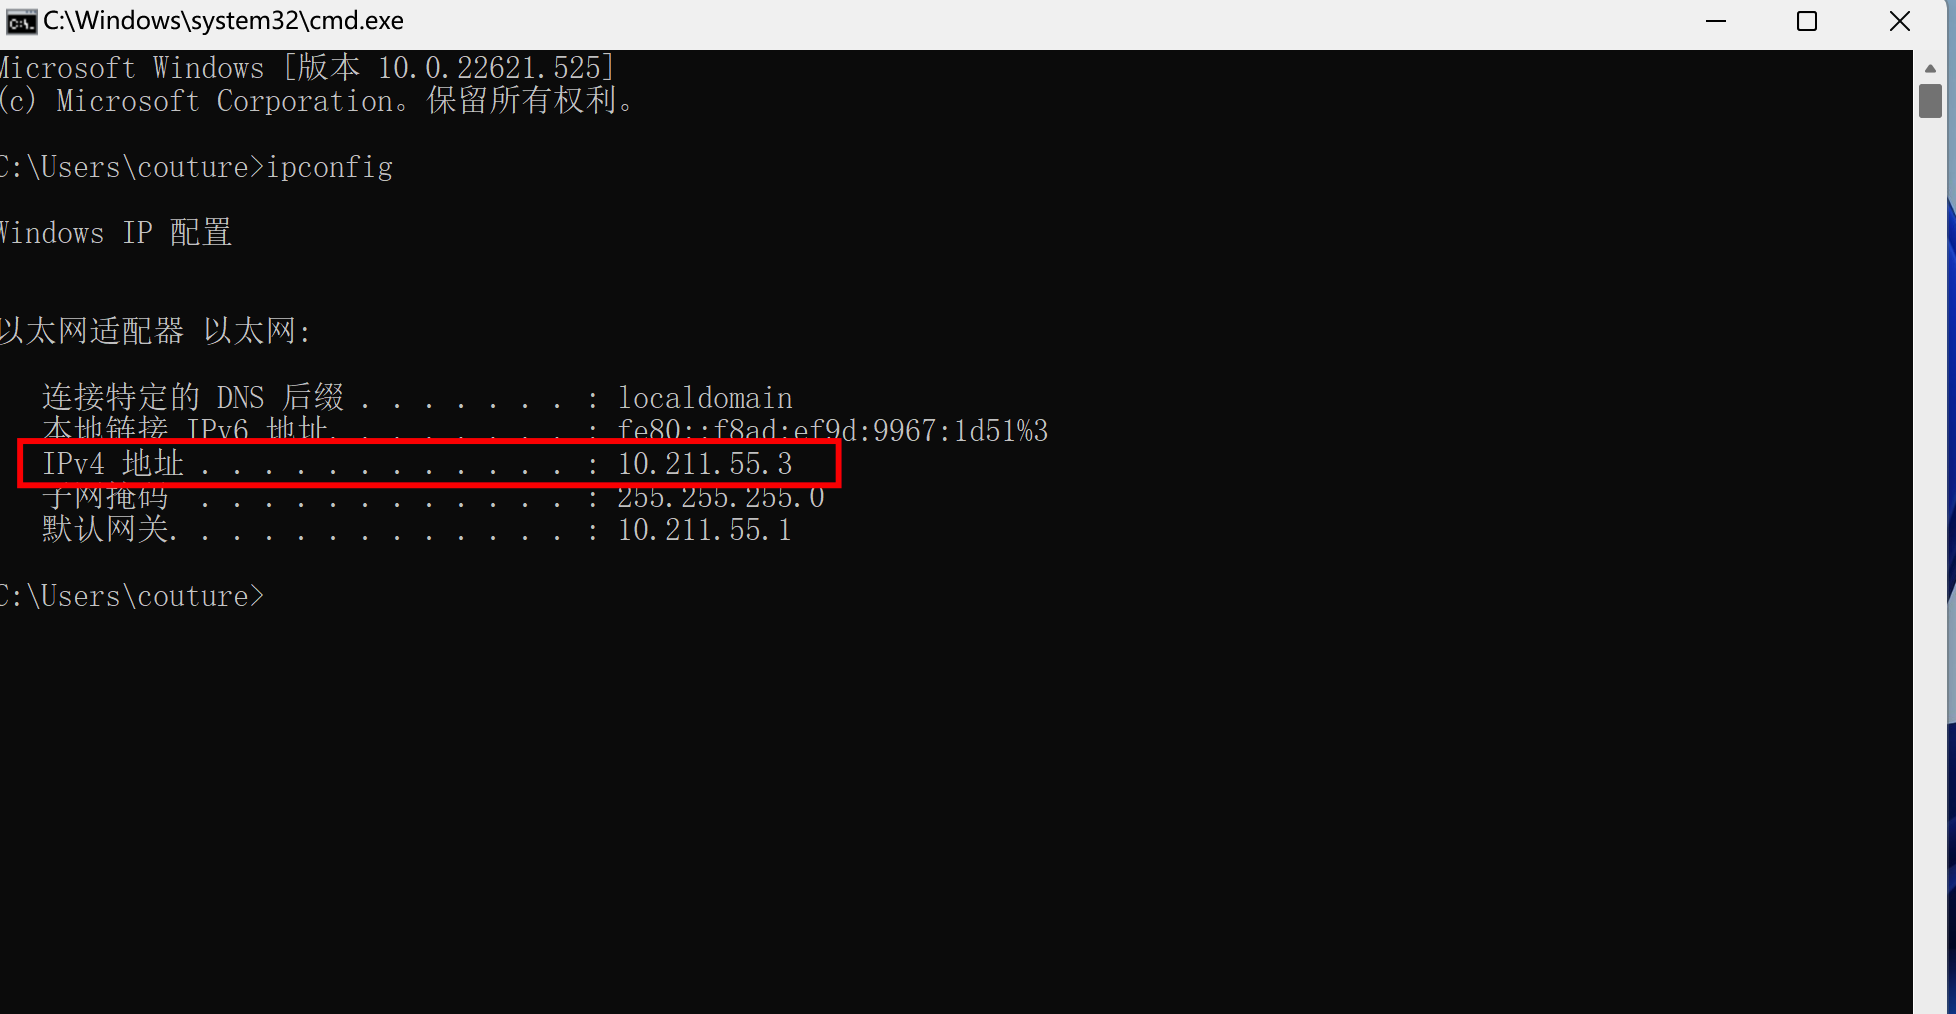 C:\Windows\system32\cmd.exe
Microsoft Windows [版本 10.0.22621.525]
(c) Microsoft Corporation。保留所有权利。
C:\Users\couture>ipconfig
Windows IP 配置
以太网适配器 以太网:
连接特定的 DNS 后缀 . . . . . . . : localdomain
本地链接 IPv6 地址. . . . . . . . : fe80::f8ad:ef9d:9967:1d51%3
IPv4 地址 . . . . . . . . . . . . : 10.211.55.3
子网掩码  . . . . . . . . . . . . : 255.255.255.0
默认网关. . . . . . . . . . . . . : 10.211.55.1
C:\Users\couture>